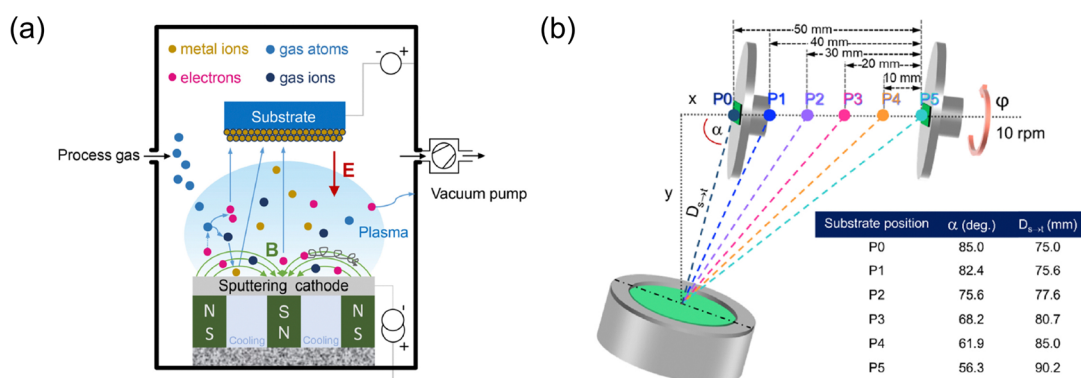 (a)
metal ions
gas atoms
electrons
gas ions
-
+
Substrate
Process gas
E
Vacuum pump
Plasma
B
Sputtering cathode
N S N
S N S
Cooling Cooling
-
+
(b)
50 mm
40 mm
30 mm
20 mm
10 mm
x P0 P1 P2 P3 P4 P5 φ
α
10 rpm
y
Ds→t
Substrate position α (deg.) Ds→t (mm)
P0 85.0 75.0
P1 82.4 75.6
P2 75.6 77.6
P3 68.2 80.7
P4 61.9 85.0
P5 56.3 90.2